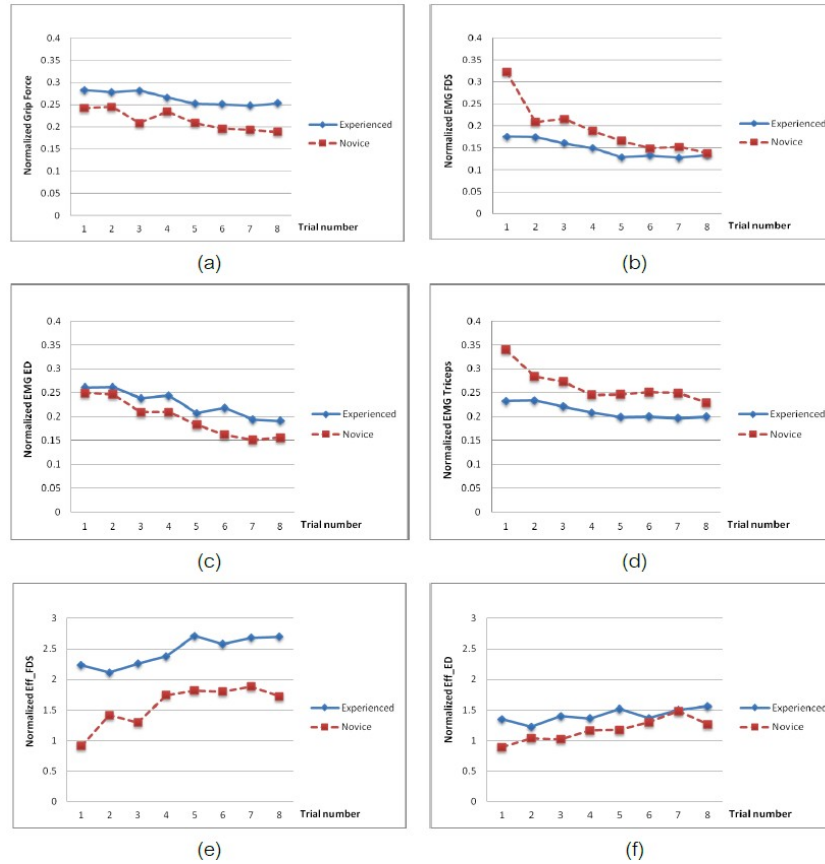 0.4
0.35
0.3
0.25
0.2
0.15
0.1
0.05
0
Normalized Grip Force
1 2 3 4 5 6 7 8
Trial number
Experienced
Novice
(a)
0.4
0.35
0.3
0.25
0.2
0.15
0.1
0.05
0
Normalized EMG FDS
1 2 3 4 5 6 7 8
Trial number
Experienced
Novice
(b)
0.4
0.35
0.3
0.25
0.2
0.15
0.1
0.05
0
Normalized EMG ED
1 2 3 4 5 6 7 8
Trial number
Experienced
Novice
(c)
0.4
0.35
0.3
0.25
0.2
0.15
0.1
0.05
0
Normalized EMG Triceps
1 2 3 4 5 6 7 8
Trial number
Experienced
Novice
(d)
3
2.5
2
1.5
1
0.5
0
Normalized Eff_FDS
1 2 3 4 5 6 7 8
Trial number
Experienced
Novice
(e)
3
2.5
2
1.5
1
0.5
0
Normalized Eff_ED
1 2 3 4 5 6 7 8
Trial number
Experienced
Novice
(f)